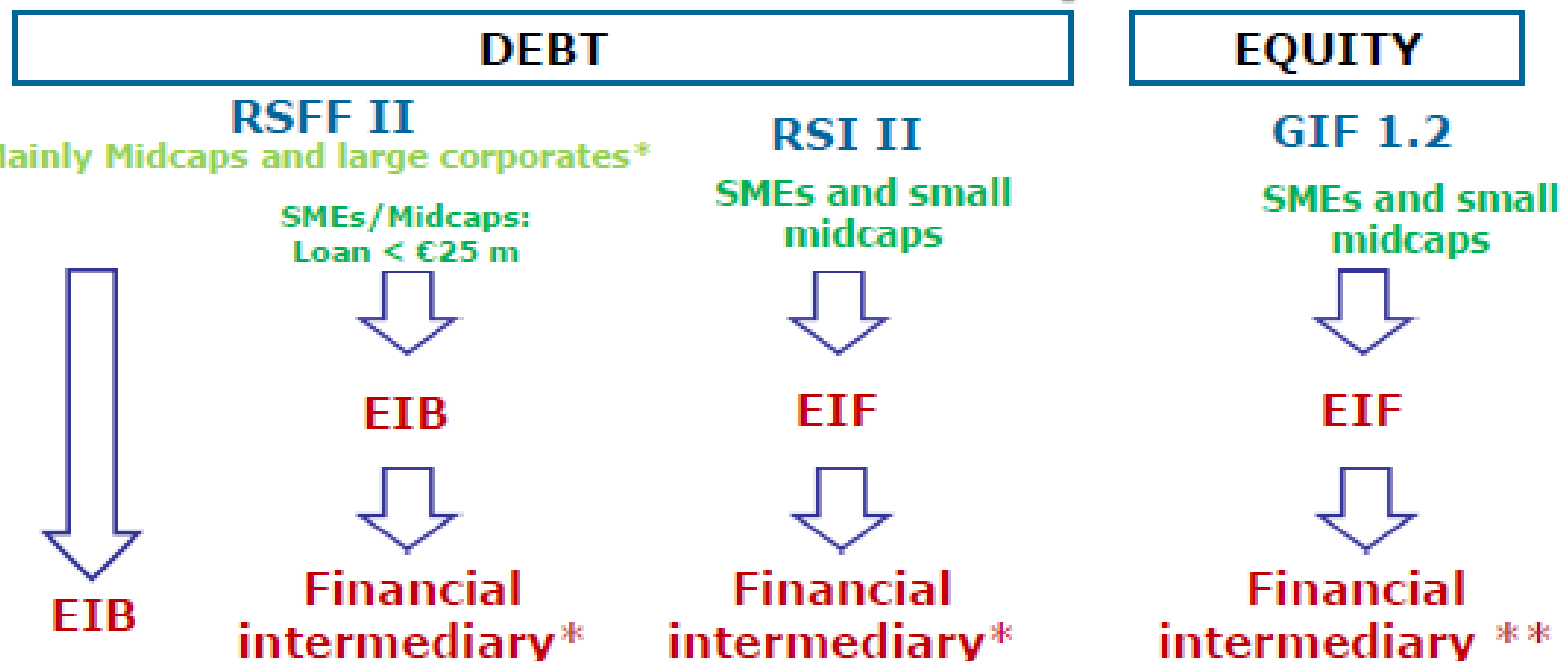 DEBT
EQUITY
RSFF II
Mainly Midcaps and large corporates*
SMEs/Midcaps:
Loan < €25 m
RSI II
SMEs and small
midcaps
GIF 1.2
SMEs and small
midcaps
EIB
EIF
EIF
EIB
Financial
intermediary*
Financial
intermediary*
Financial
intermediary **